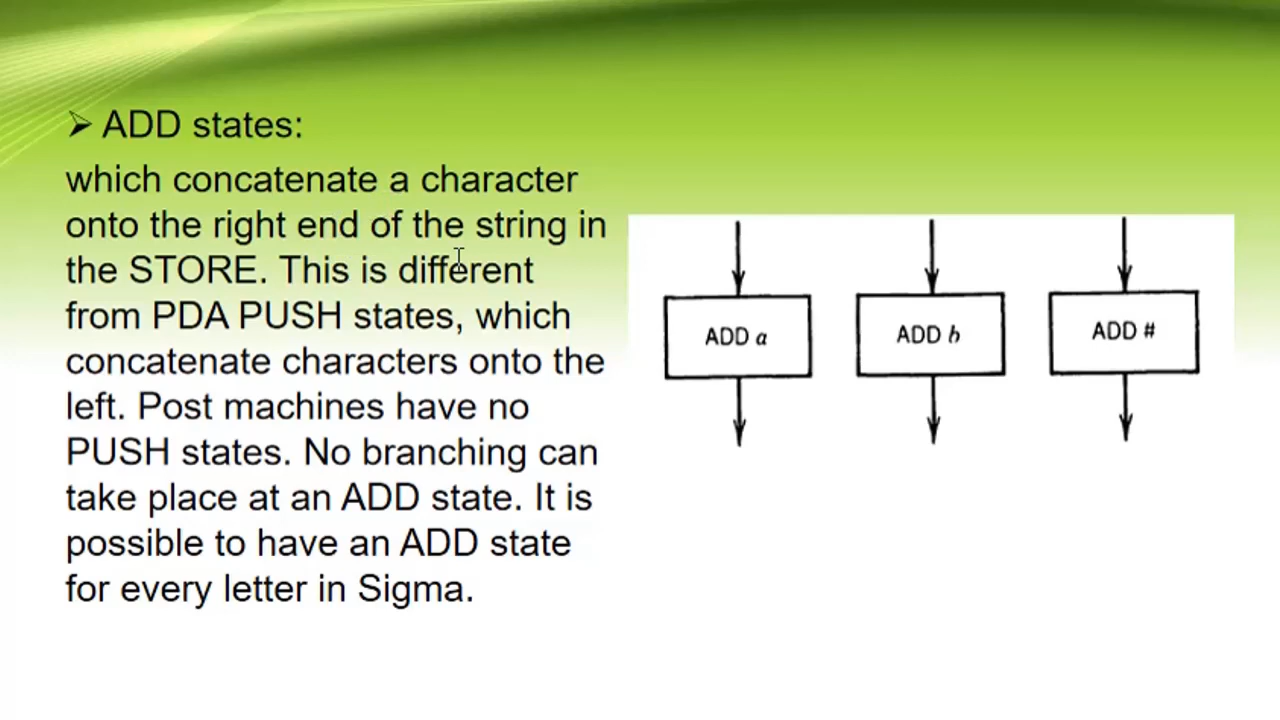 ➢ ADD states:
which concatenate a character
onto the right end of the string in
the STORE. This is different
from PDA PUSH states, which
concatenate characters onto the
left. Post machines have no
PUSH states. No branching can
take place at an ADD state. It is
possible to have an ADD state
for every letter in Sigma.
ADD a
ADD b
ADD #